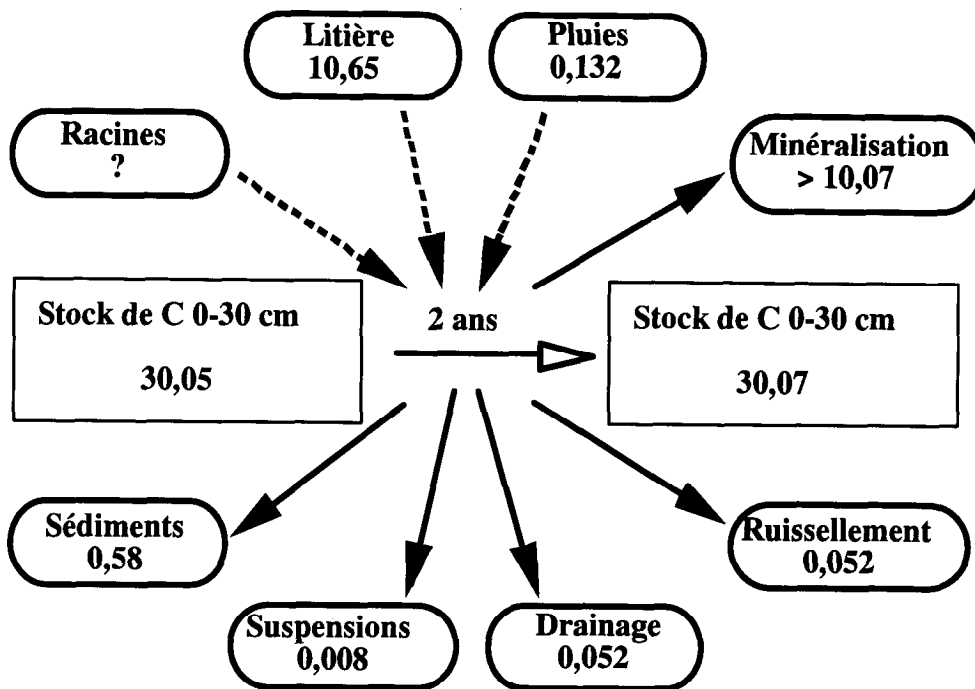 Litière
10,65
Pluies
0,132
Racines
?
Minéralisation
> 10,07
Stock de C 0-30 cm
30,05
2 ans
Stock de C 0-30 cm
30,07
Sédiments
0,58
Suspensions
0,008
Drainage
0,052
Ruissellement
0,052